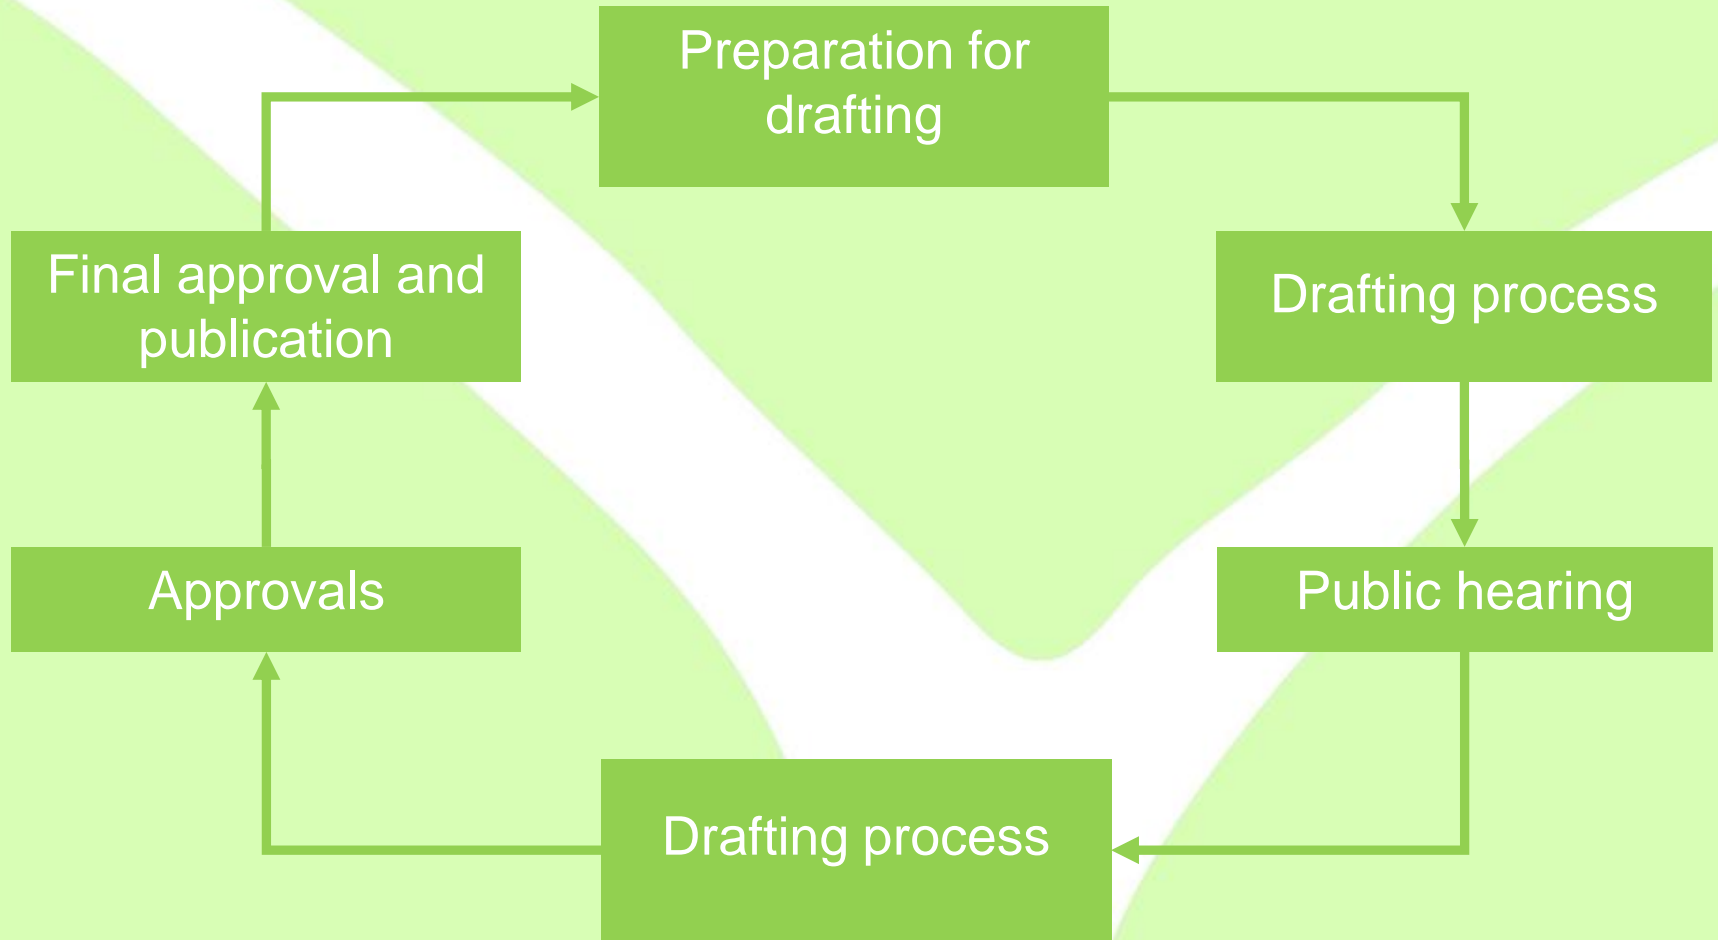 Preparation for
drafting
Drafting process
Public hearing
Drafting process
Approvals
Final approval and
publication